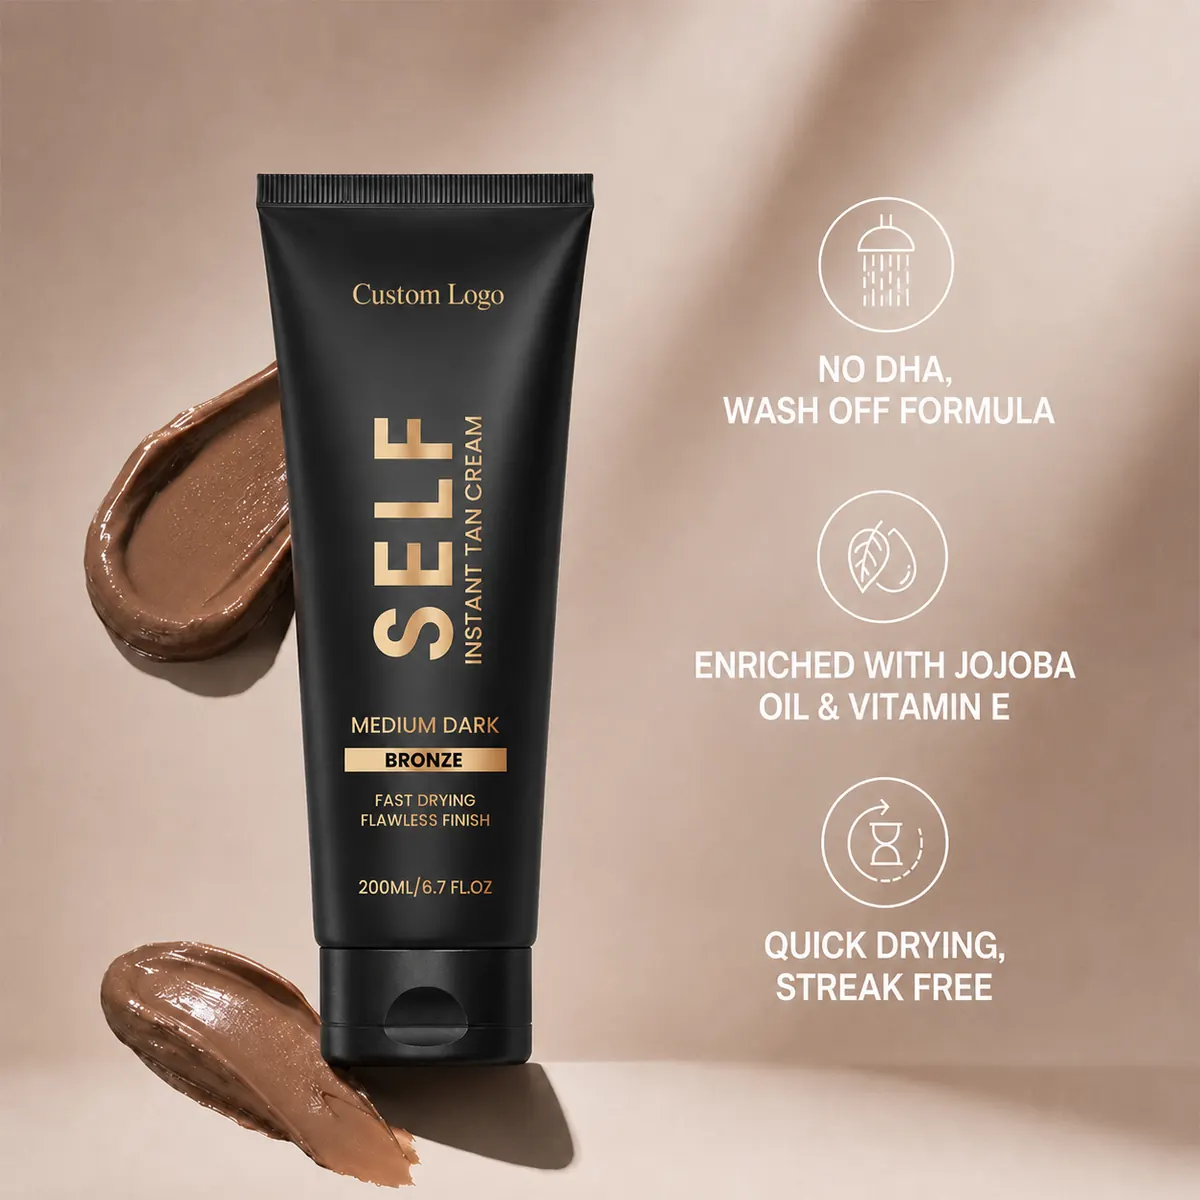 Custom Logo
SELF
INSTANT TAN CREAM
MEDIUM DARK
BRONZE
FAST DRYING
FLAWLESS FINISH
200ML/6.7 FL.OZ
NO DHA,
WASH OFF FORMULA
ENRICHED WITH JOJOBA
OIL & VITAMIN E
QUICK DRYING,
STREAK FREE